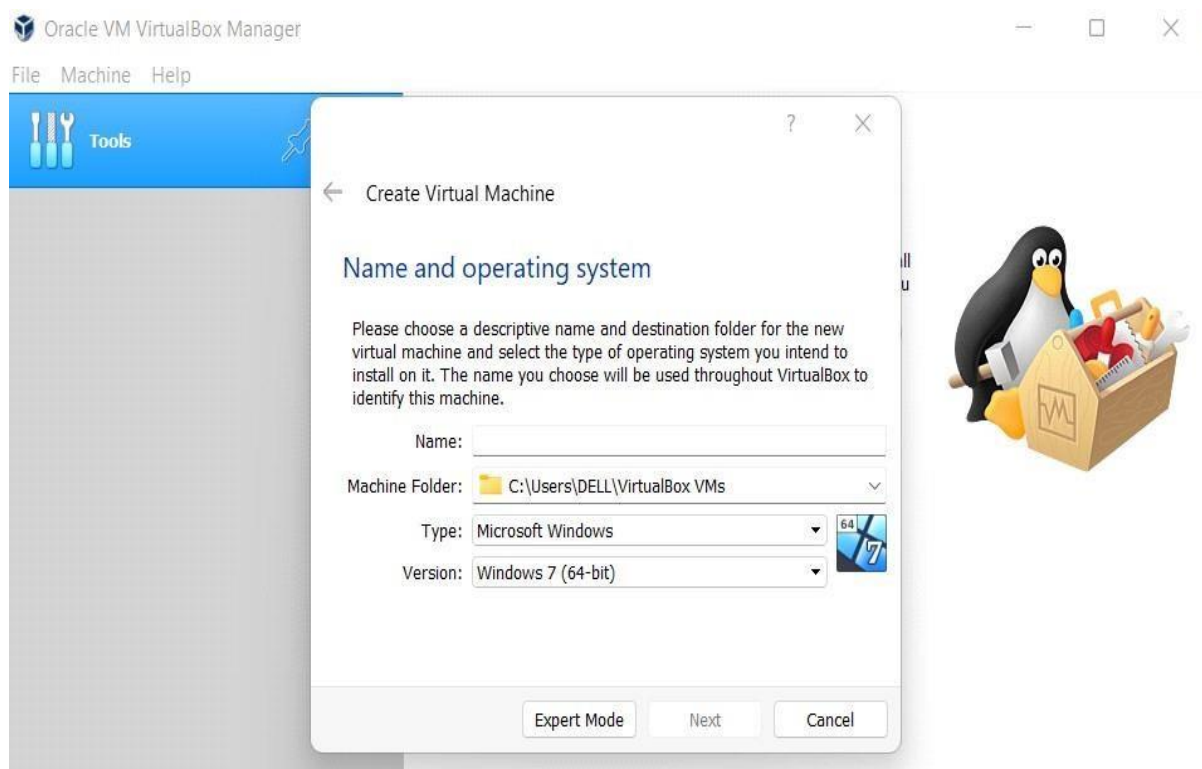 Oracle VM VirtualBox Manager
File Machine Help
Tools
?
Create Virtual Machine
Name and operating system
ll
u
Please choose a descriptive name and destination folder for the new
virtual machine and select the type of operating system you intend to
install on it. The name you choose will be used throughout VirtualBox to
identify this machine.
Name:
Machine Folder: C:\Users\DELL\VirtualBox VMs
Type: Microsoft Windows
64
7
Version: Windows 7 (64-bit)
Expert Mode Next Cancel